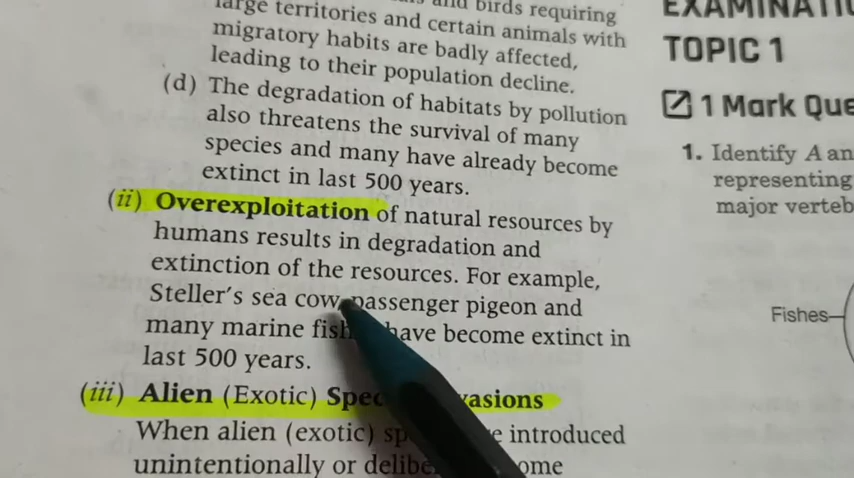 and birds requiring
large territories and certain animals with
migratory habits are badly affected,
leading to their population decline.
(d) The degradation of habitats by pollution
also threatens the survival of many
species and many have already become
extinct in last 500 years.
(ii) Overexploitation of natural resources by
humans results in degradation and
extinction of the resources. For example,
Steller's sea cow, passenger pigeon and
many marine fish have become extinct in
last 500 years.
(iii) Alien (Exotic) Spec asions
When alien (exotic) sp e introduced
unintentionally or delibe ome
EXAMINATI
TOPIC 1
1 Mark Que
1. Identify A an
representing
major verteb
Fishes